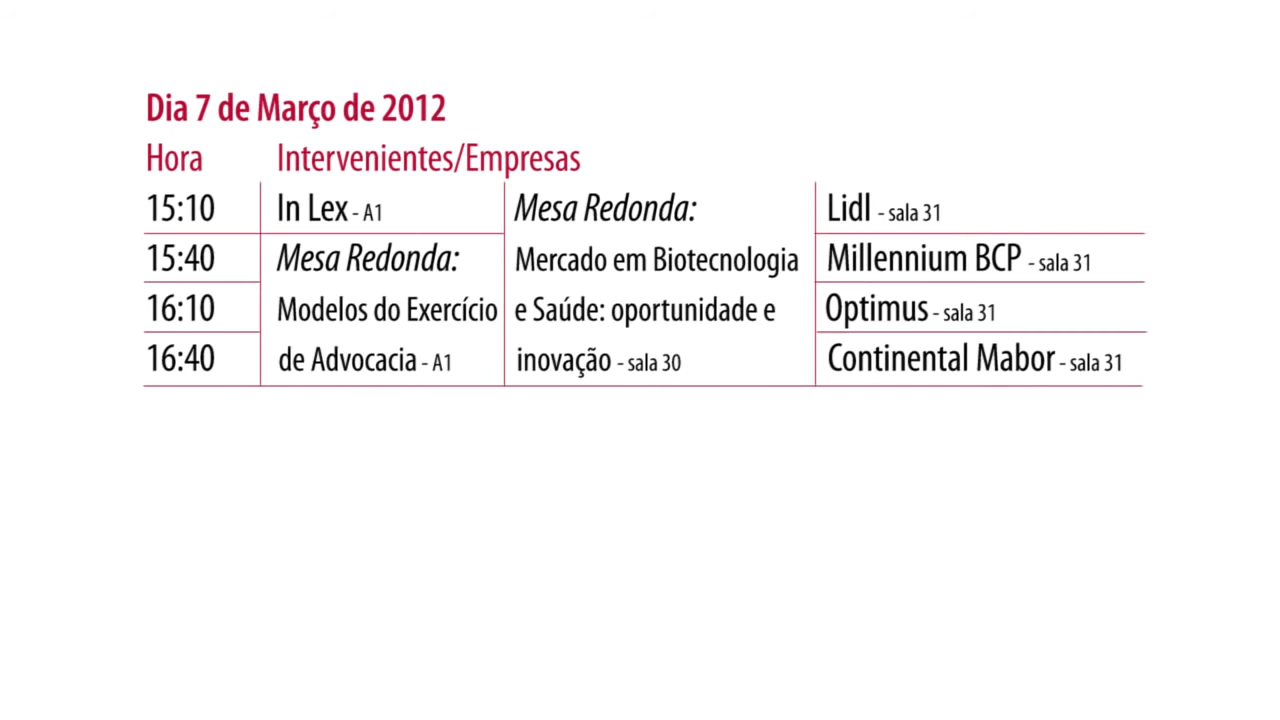 Dia 7 de Março de 2012
Hora Intervenientes/Empresas
15:10 In Lex - A1 Mesa Redonda: Lidl - sala 31
15:40 Mesa Redonda: Mercado em Biotecnologia Millennium BCP - sala 31
16:10 Modelos do Exercício e Saúde: oportunidade e Optimus - sala 31
16:40 de Advocacia - A1 inovação - sala 30 Continental Mabor - sala 31